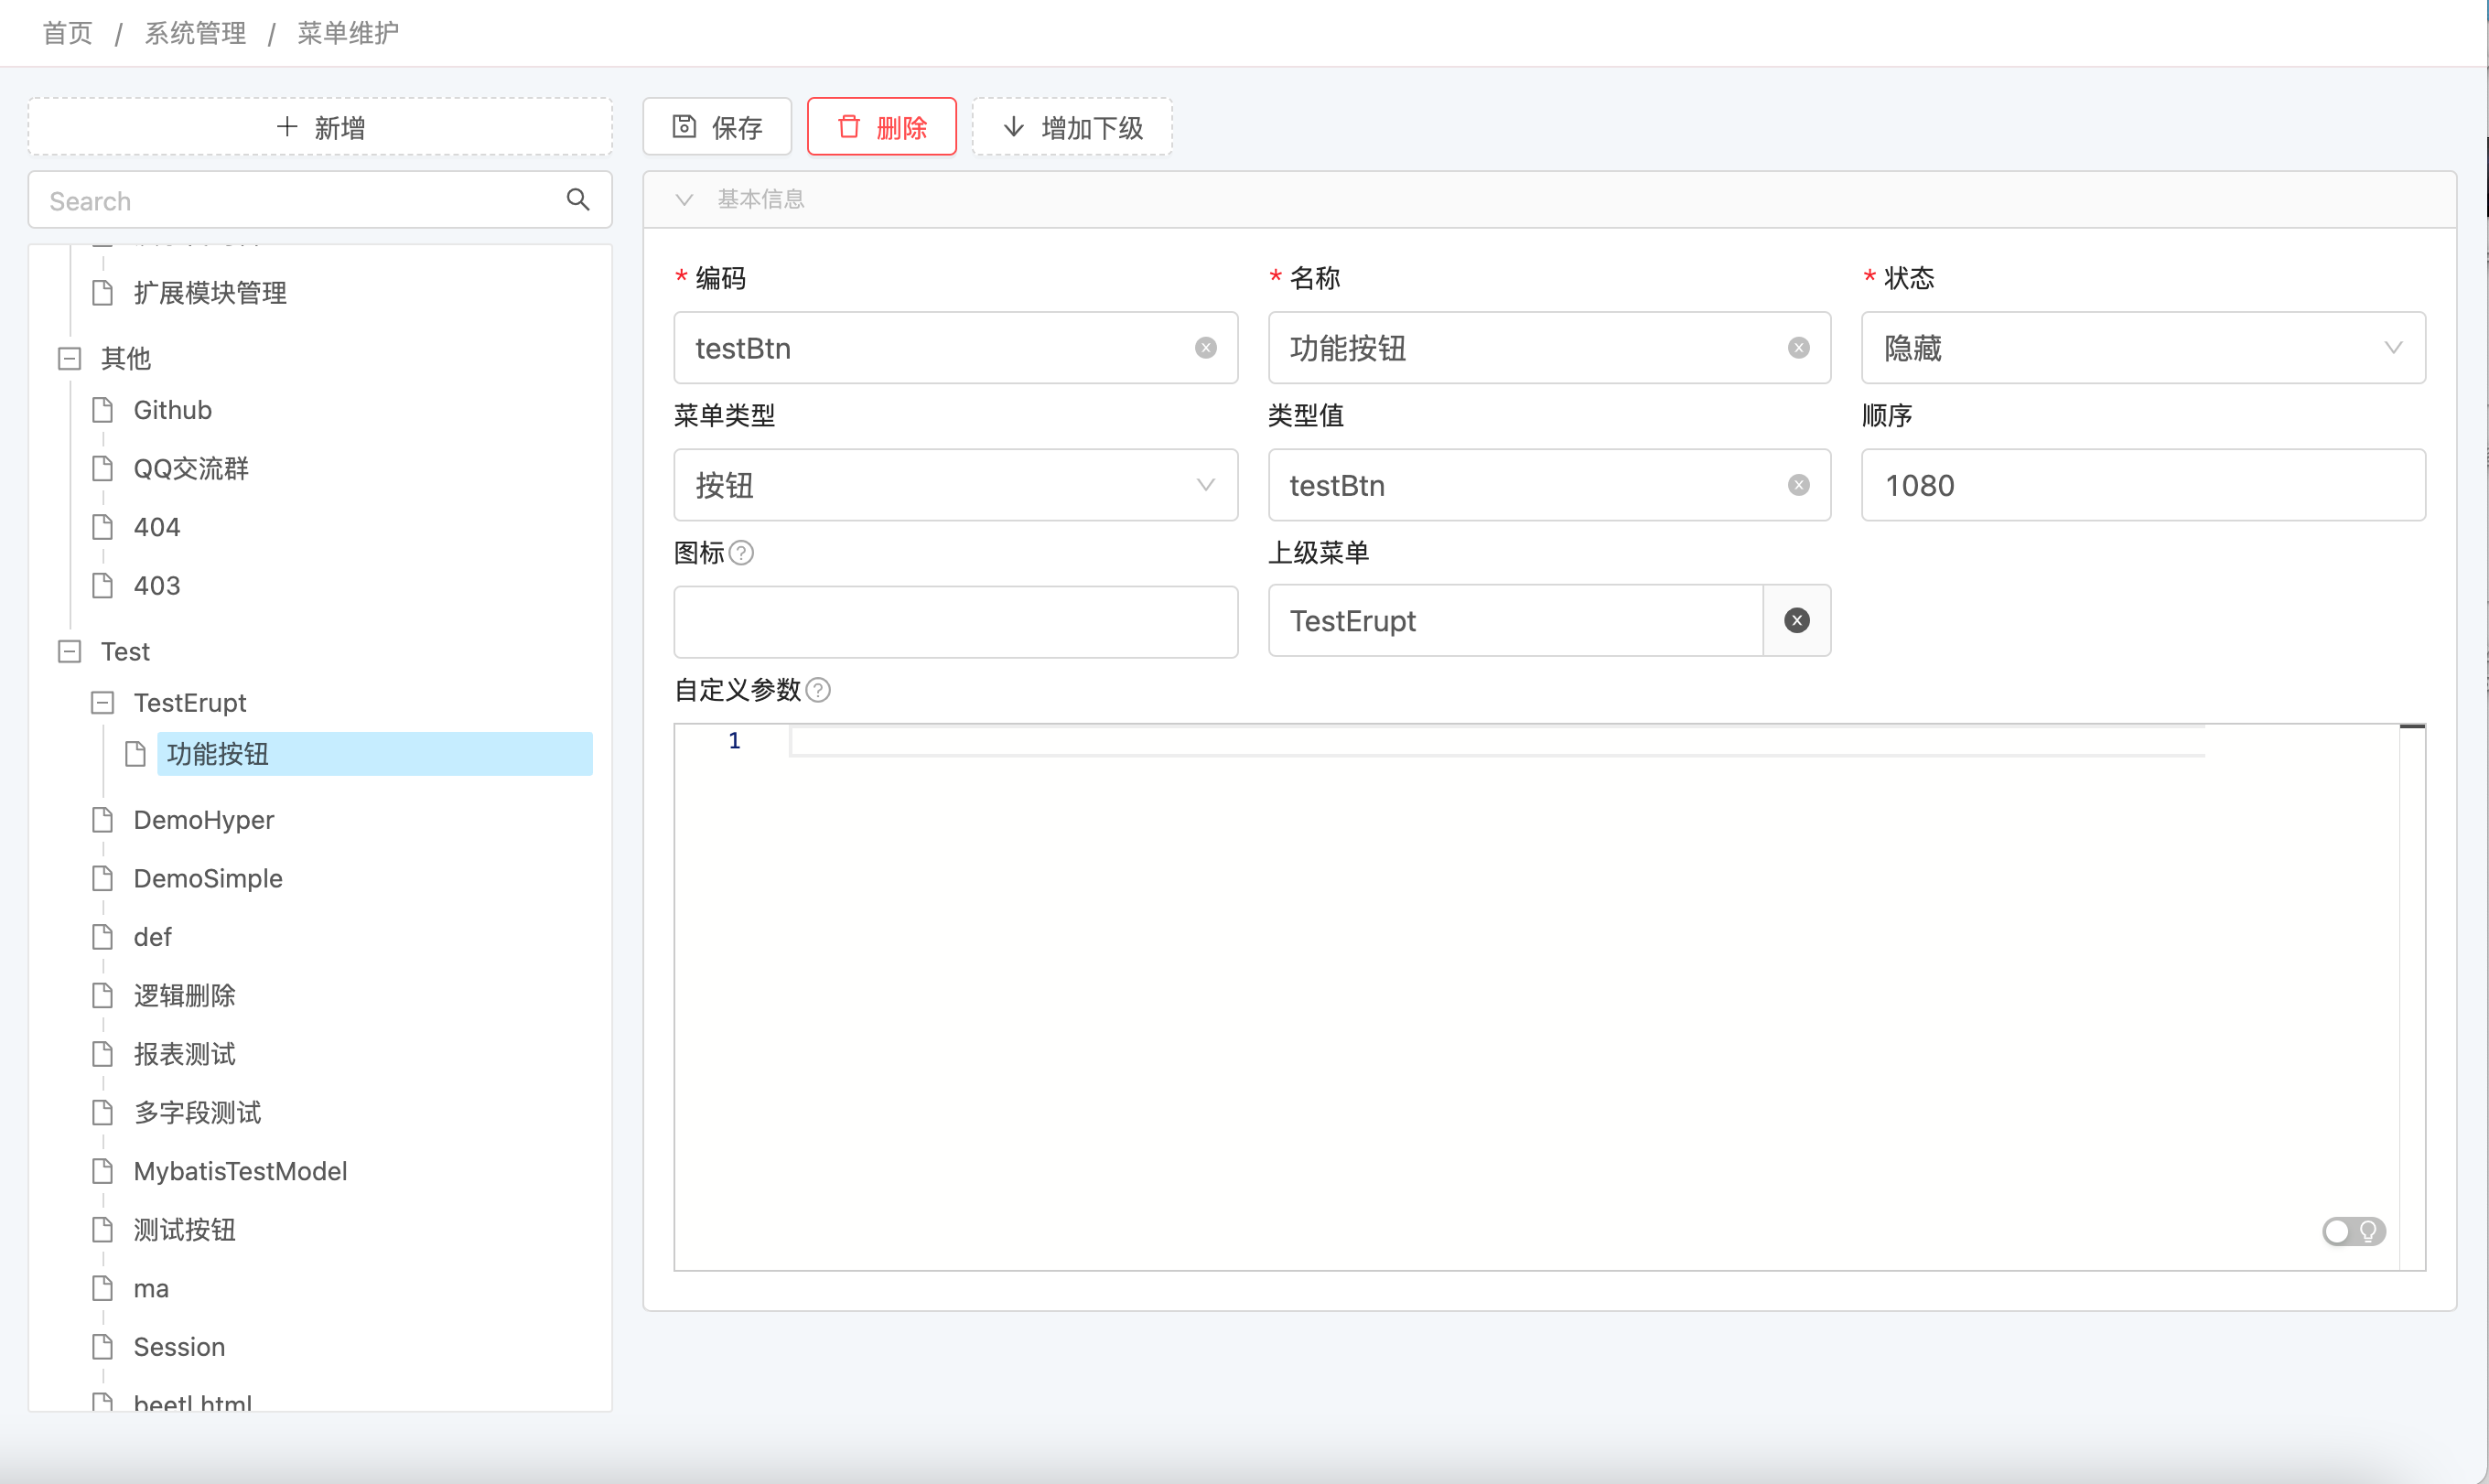 首页 / 系统管理 / 菜单维护
新增
Search
扩展模块管理
其他
Github
QQ交流群
404
403
Test
TestErupt
功能按钮
DemoHyper
DemoSimple
def
逻辑删除
报表测试
多字段测试
MybatisTestModel
测试按钮
ma
Session
beetl.html
保存 删除 增加下级
基本信息
* 编码 * 名称 * 状态
testBtn 功能按钮 隐藏
菜单类型 类型值 顺序
按钮 testBtn 1080
图标 上级菜单
TestErupt
自定义参数
1